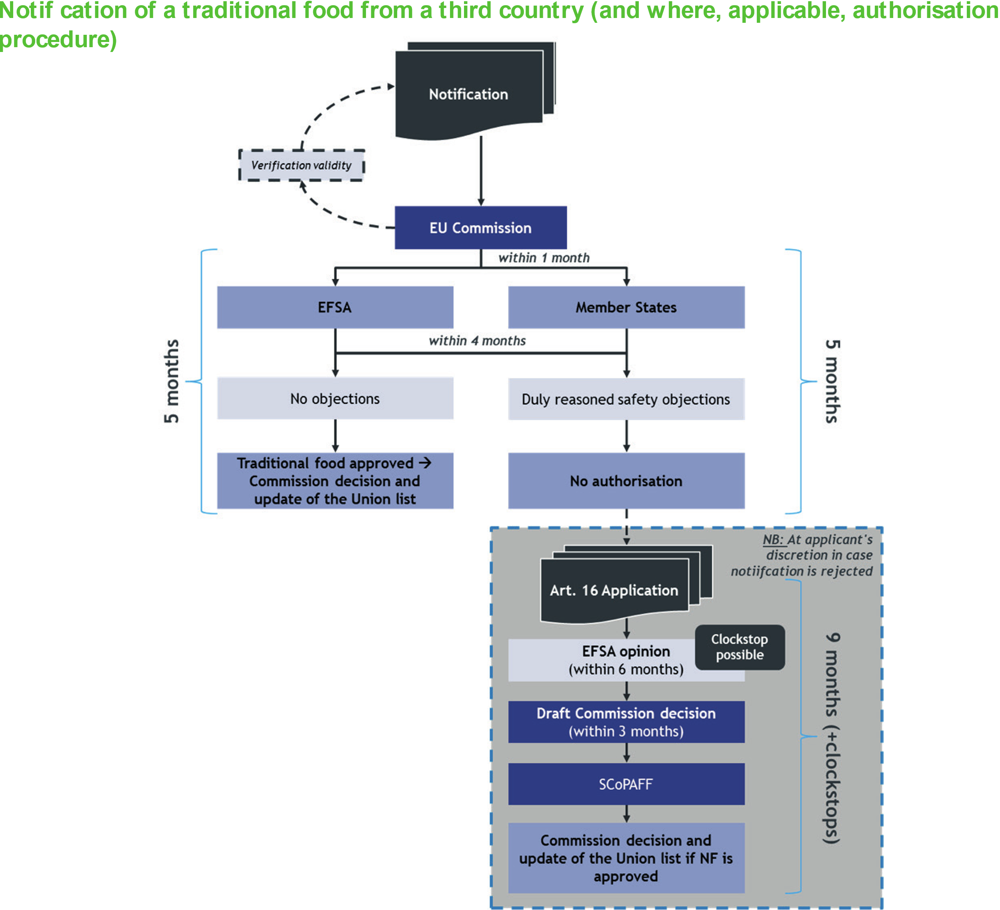 Notif cation of a traditional food from a third country (and where, applicable, authorisation
procedure)
Notification
Verification validity
EU Commission
within 1 month
EFSA
Member States
within 4 months
5 months
5 months
No objections
Duly reasoned safety objections
Traditional food approved →
Commission decision and
update of the Union list
No authorisation
NB: At applicant's
discretion in case
notiifcation is rejected
Art. 16 Application
Clockstop
possible
EFSA opinion
(within 6 months)
Draft Commission decision
(within 3 months)
9 months (+clockstops)
SCoPAFF
Commission decision and
update of the Union list if NF is
approved